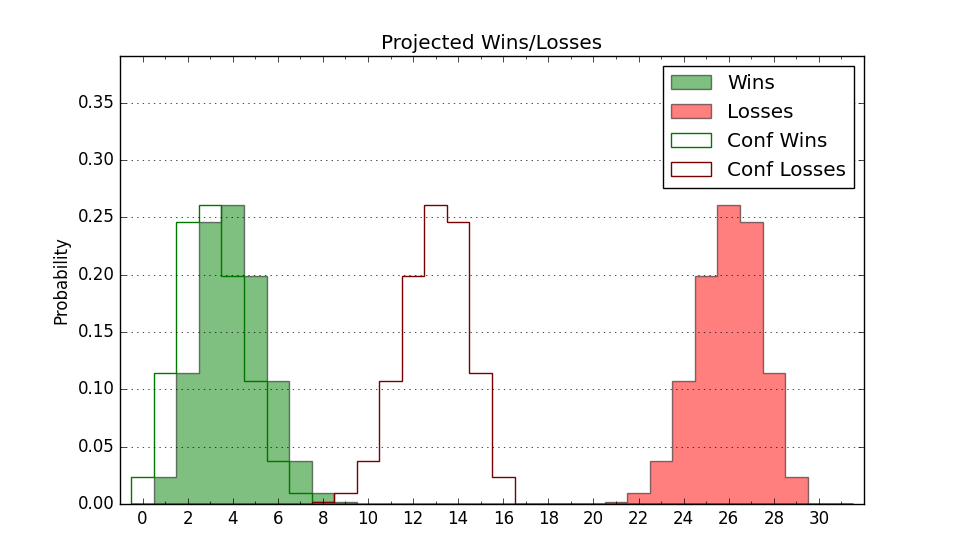 Projected Wins/Losses
Wins
Losses
Conf Wins
Conf Losses
Probability
0.35
0.30
0.25
0.20
0.15
0.10
0.05
0.00
0 2 4 6 8 10 12 14 16 18 20 22 24 26 28 30